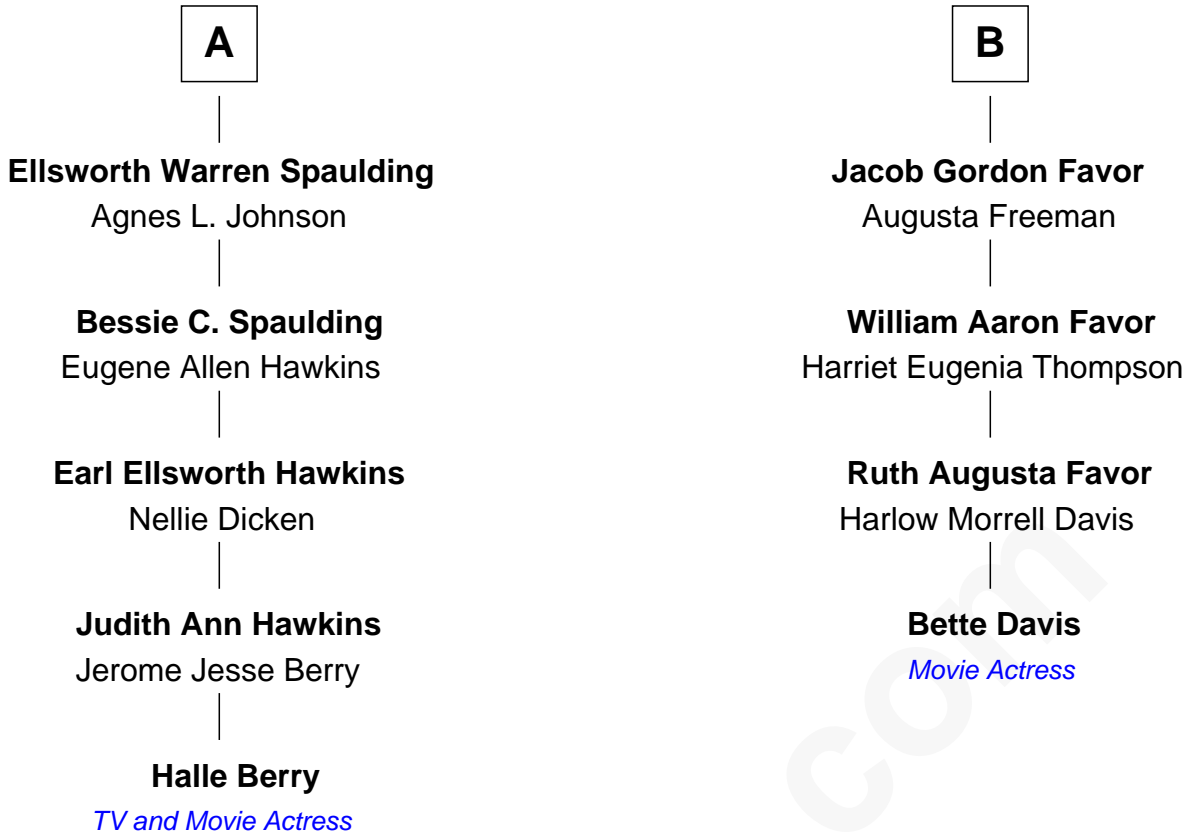 A
Ellsworth Warren Spaulding
Agnes L. Johnson
Bessie C. Spaulding
Eugene Allen Hawkins
Earl Ellsworth Hawkins
Nellie Dicken
Judith Ann Hawkins
Jerome Jesse Berry
Halle Berry
TV and Movie Actress
B
Jacob Gordon Favor
Augusta Freeman
William Aaron Favor
Harriet Eugenia Thompson
Ruth Augusta Favor
Harlow Morrell Davis
Bette Davis
Movie Actress
com